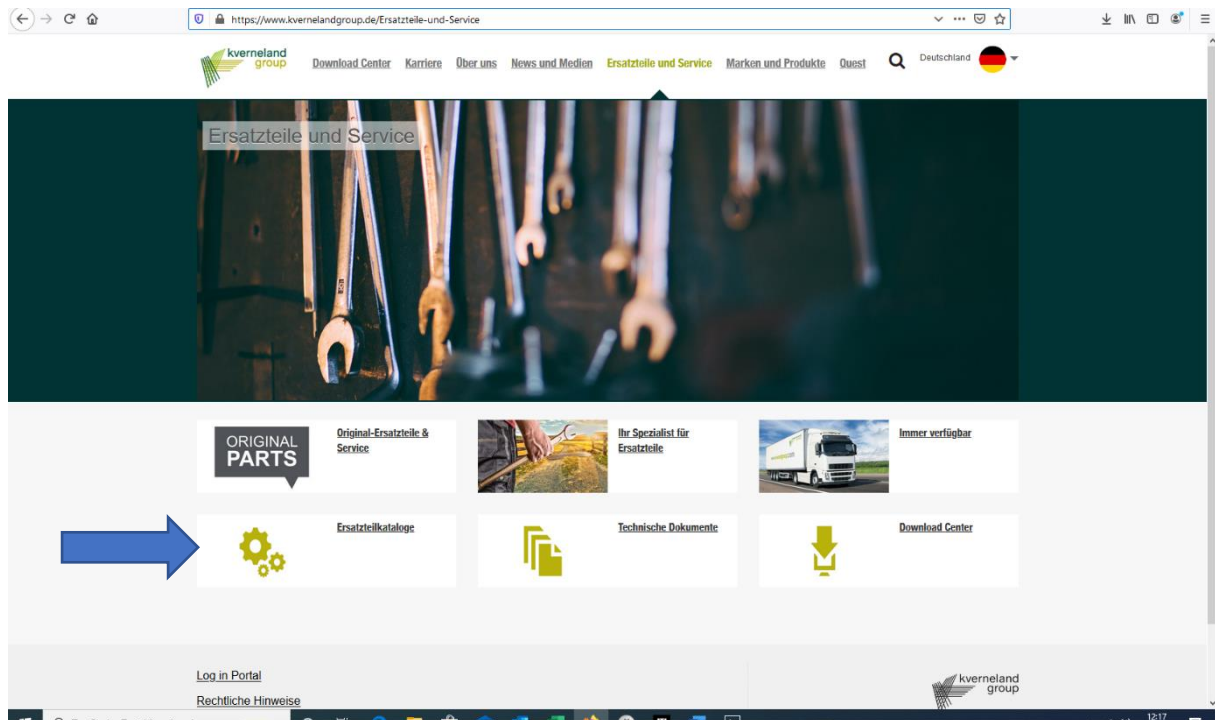 https://www.kvernelandgroup.de/Ersatzteile-und-Service
kverneland
group
Download Center Karriere Über uns News und Medien Ersatzteile und Service Marken und Produkte Quest Deutschland
Ersatzteile und Service
ORIGINAL
PARTS
Original-Ersatzteile &
Service
Ihr Spezialist für
Ersatzteile
Immer verfügbar
Ersatzteilkataloge
Technische Dokumente
Download Center
Log in Portal
Rechtliche Hinweise
kverneland
group
12:17